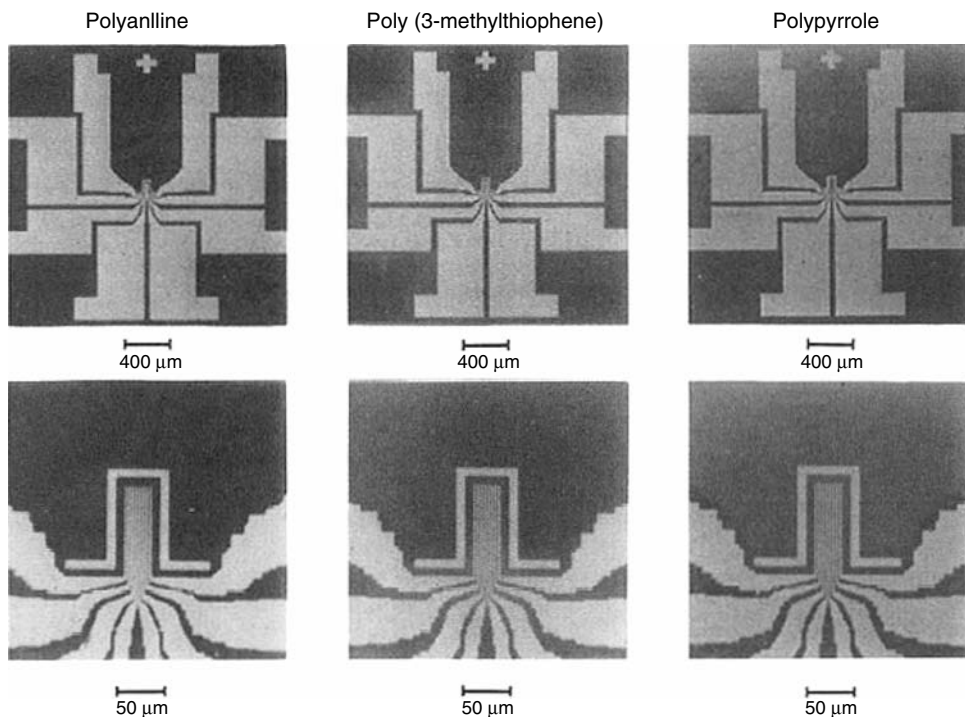 Polyanlline Poly (3-methylthiophene) Polypyrrole
400 μm 400 μm 400 μm
50 μm 50 μm 50 μm